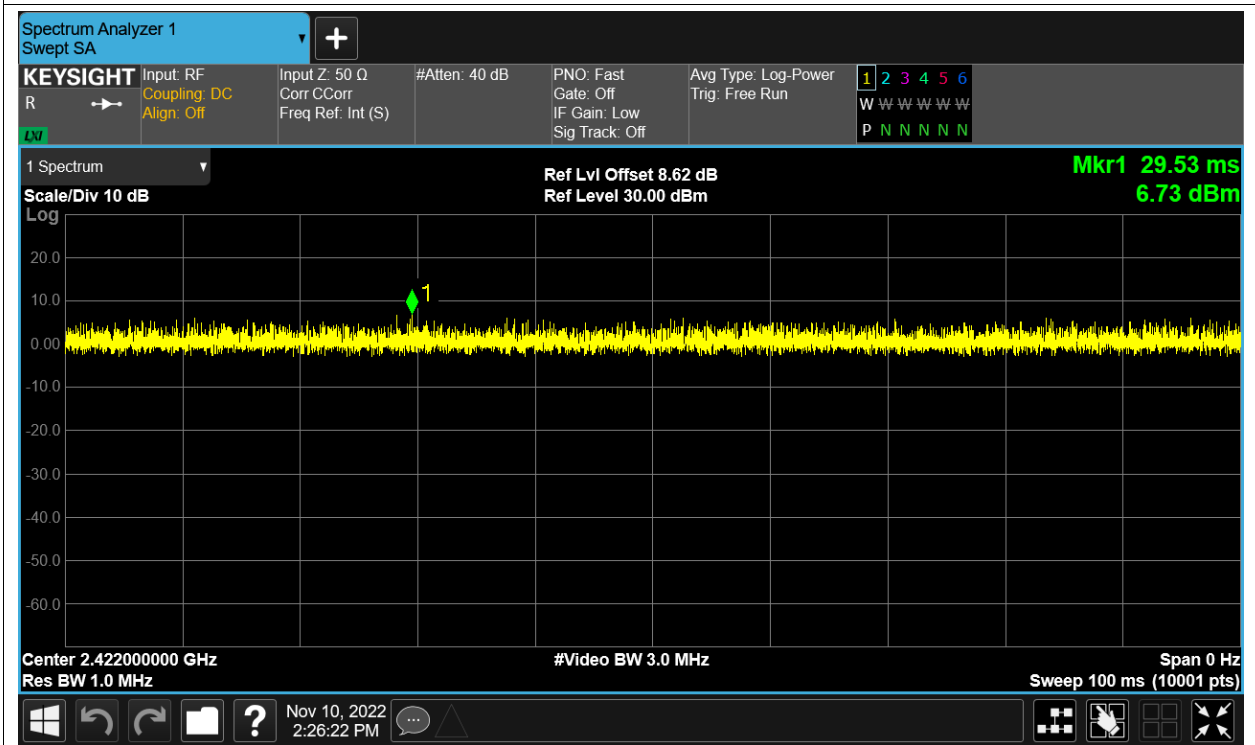 Spectrum Analyzer 1
Swept SA
KEYSIGHT
R
LXI
Input: RF
Coupling: DC
Align: Off
Input Z: 50 Ω
Corr CCorr
Freq Ref: Int (S)
#Atten: 40 dB
PNO: Fast
Gate: Off
IF Gain: Low
Sig Track: Off
Avg Type: Log-Power
Trig: Free Run
1 2 3 4 5 6
W W W W W W
P N N N N N
1 Spectrum
Scale/Div 10 dB
Log
Ref Lvl Offset 8.62 dB
Ref Level 30.00 dBm
Mkr1 29.53 ms
6.73 dBm
20.0
10.0
1
0.00
-10.0
-20.0
-30.0
-40.0
-50.0
-60.0
Center 2.422000000 GHz
Res BW 1.0 MHz
#Video BW 3.0 MHz
Span 0 Hz
Sweep 100 ms (10001 pts)
?
Nov 10, 2022
2:26:22 PM